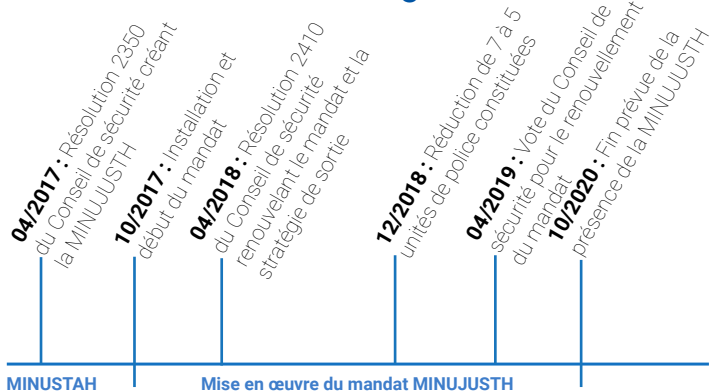 04/2017 : Résolution 2350
du Conseil de sécurité créant
la MINUJUSTH
10/2017 : Installation et
début du mandat
04/2018 : Résolution 2410
du Conseil de sécurité
renouvelant le mandat et la
stratégie de sortie
12/2018 : Réduction de 7 à 5
unités de police constituées
04/2019 : Vote du Conseil de
sécurité pour le renouvellement
du mandat
10/2020 : Fin prévue de la
présence de la MINUJUSTH
MINUSTAH
Mise en œuvre du mandat MINUJUSTH